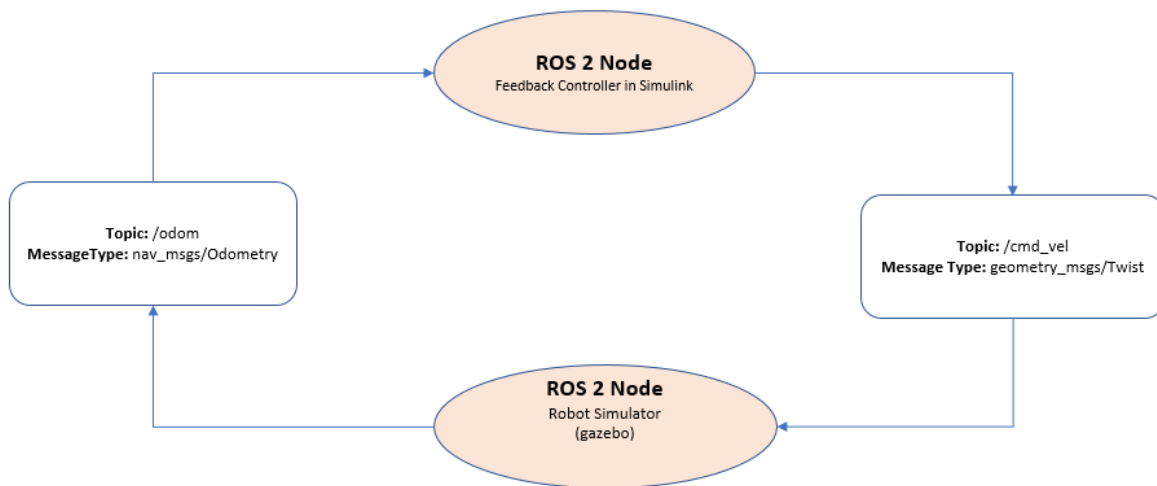 ROS 2 Node
Feedback Controller in Simulink
Topic: /odom
MessageType: nav_msgs/Odometry
Topic: /cmd_vel
Message Type: geometry_msgs/Twist
ROS 2 Node
Robot Simulator
(gazebo)